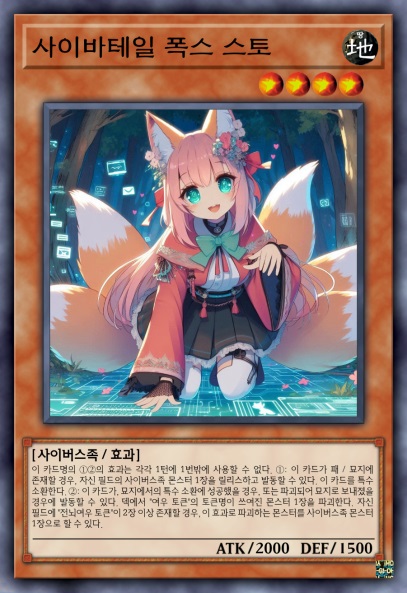 사이바테일 폭스 스토
땅
地
[사이버스족 / 효과]
이 카드명의 ①②의 효과는 각각 1턴에 1번밖에 사용할 수 없다. ①: 이 카드가 패 / 묘지에
존재할 경우, 자신 필드의 사이버스족 몬스터 1장을 릴리스하고 발동할 수 있다. 이 카드를 특수
소환한다. ②: 이 카드가, 묘지에서의 특수 소환에 성공했을 경우, 또는 파괴되어 묘지로 보내졌을
경우에 발동할 수 있다. 덱에서 "여우 토큰"의 토큰명이 쓰여진 몬스터 1장을 파괴한다. 자신
필드에 "전뇌여우 토큰"이 2장 이상 존재할 경우, 이 효과로 파괴하는 몬스터를 사이버스족 몬스터
1장으로 할 수 있다.
ATK/2000 DEF/1500